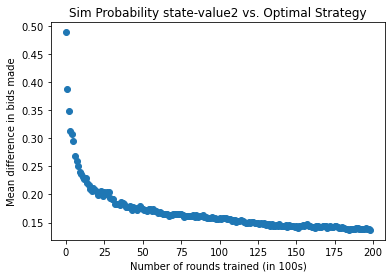 Sim Probability state-value2 vs. Optimal Strategy
Mean difference in bids made
0.50
0.45
0.40
0.35
0.30
0.25
0.20
0.15
0 25 50 75 100 125 150 175 200
Number of rounds trained (in 100s)